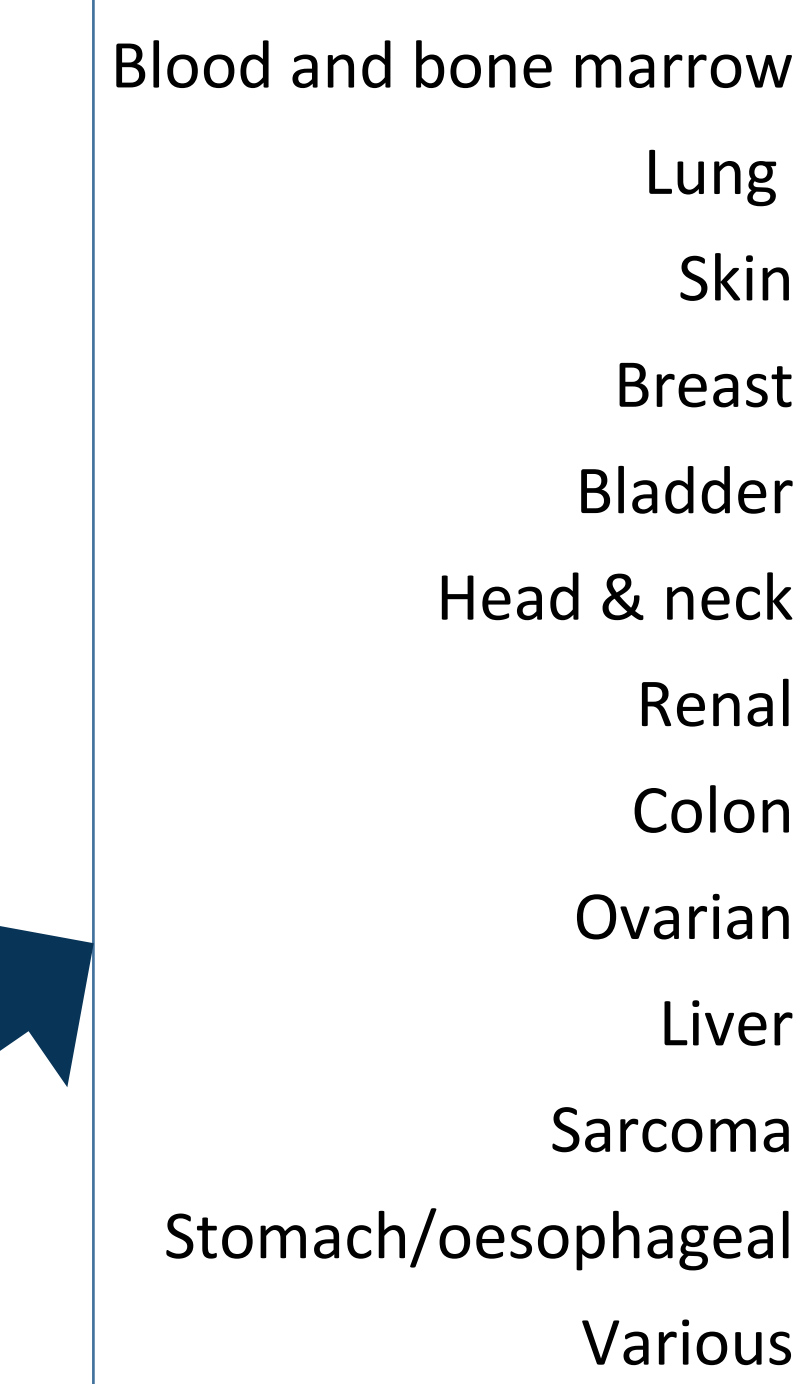 Blood and bone marrow
Lung
Skin
Breast
Bladder
Head & neck
Renal
Colon
Ovarian
Liver
Sarcoma
Stomach/oesophageal
Various